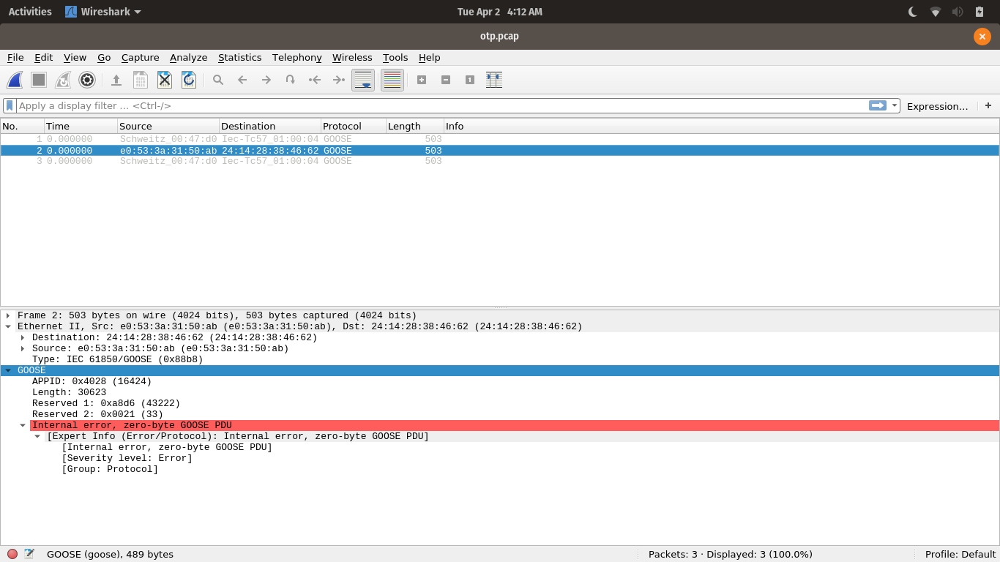 Activities Wireshark Tue Apr 2 4:12 AM
otp.pcap
File Edit View Go Capture Analyze Statistics Telephony Wireless Tools Help
Apply a display filter … <Ctrl-/> Expression… +
No. Time Source Destination Protocol Length Info
1 0.000000 Schweitz_00:47:d0 Iec-Tc57_01:00:04 GOOSE 503
2 0.000000 e0:53:3a:31:50:ab 24:14:28:38:46:62 GOOSE 503
3 0.000000 Schweitz_00:47:d0 Iec-Tc57_01:00:04 GOOSE 503
Frame 2: 503 bytes on wire (4024 bits), 503 bytes captured (4024 bits)
Ethernet II, Src: e0:53:3a:31:50:ab (e0:53:3a:31:50:ab), Dst: 24:14:28:38:46:62 (24:14:28:38:46:62)
Destination: 24:14:28:38:46:62 (24:14:28:38:46:62)
Source: e0:53:3a:31:50:ab (e0:53:3a:31:50:ab)
Type: IEC 61850/GOOSE (0x88b8)
GOOSE
APPID: 0x4028 (16424)
Length: 30623
Reserved 1: 0xa8d6 (43222)
Reserved 2: 0x0021 (33)
Internal error, zero-byte GOOSE PDU
[Expert Info (Error/Protocol): Internal error, zero-byte GOOSE PDU]
[Internal error, zero-byte GOOSE PDU]
[Severity level: Error]
[Group: Protocol]
GOOSE (goose), 489 bytes Packets: 3 · Displayed: 3 (100.0%) Profile: Default